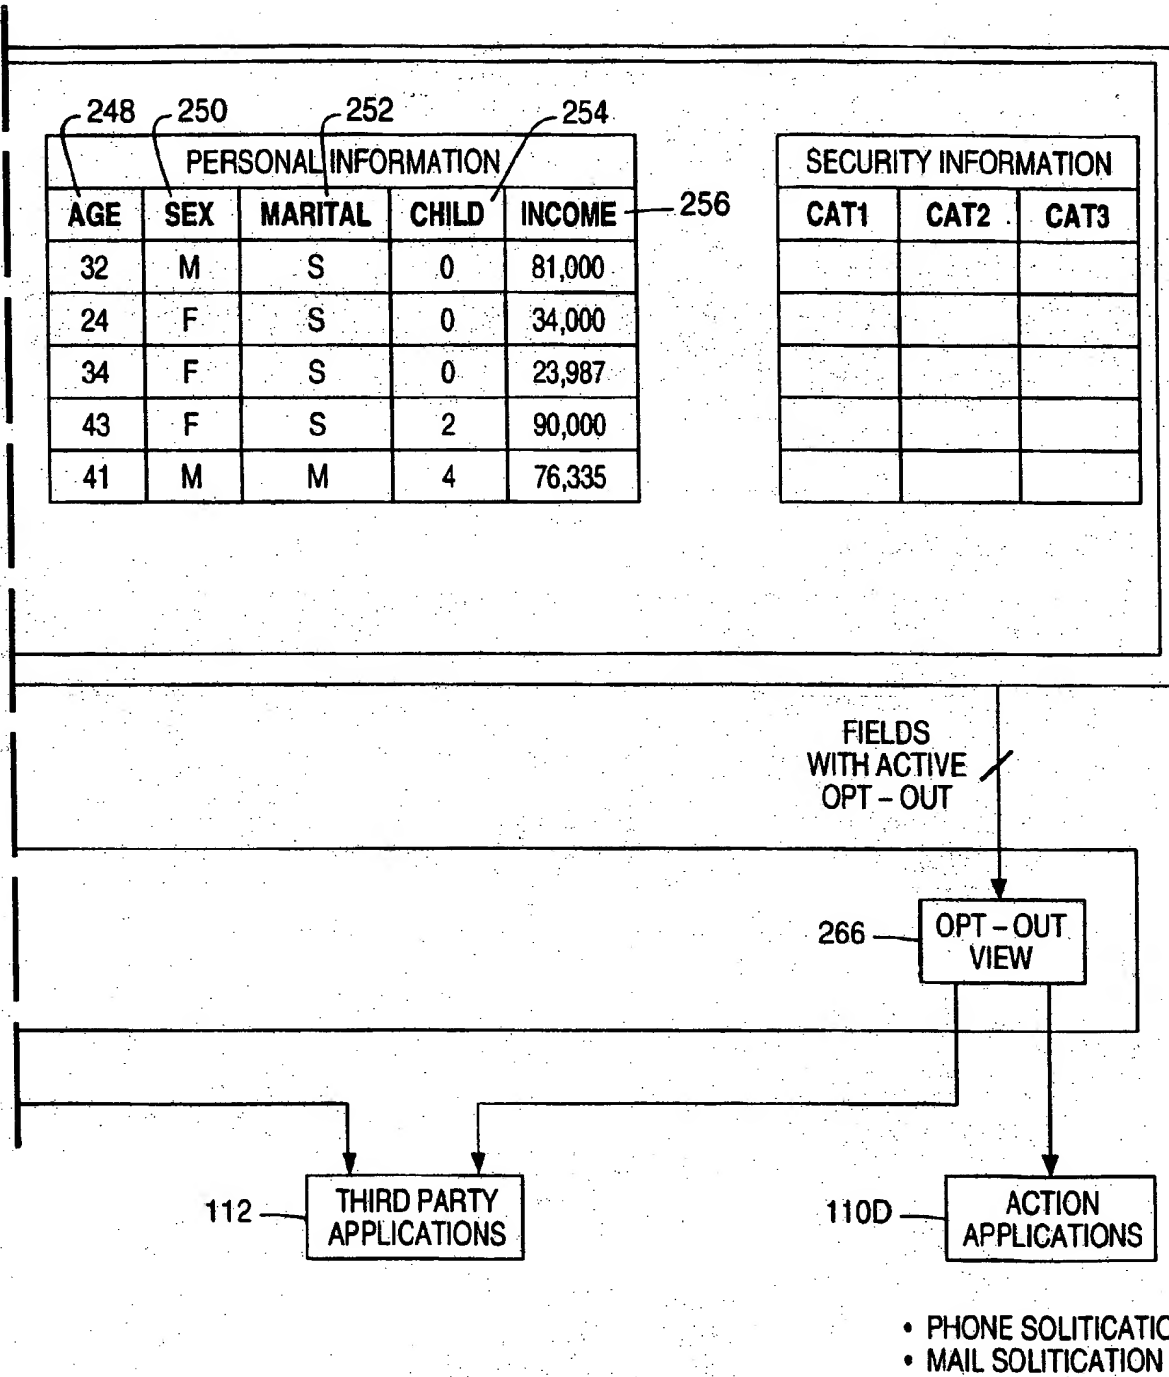 248 250 252 254
PERSONAL INFORMATION
AGE SEX MARITAL CHILD INCOME 256
32 M S 0 81,000
24 F S 0 34,000
34 F S 0 23,987
43 F S 2 90,000
41 M M 4 76,335
SECURITY INFORMATION
CAT1 CAT2 CAT3
FIELDS
WITH ACTIVE
OPT – OUT
266
OPT – OUT
VIEW
112
THIRD PARTY
APPLICATIONS
110D
ACTION
APPLICATIONS
• PHONE SOLITICATIO
• MAIL SOLITICATION